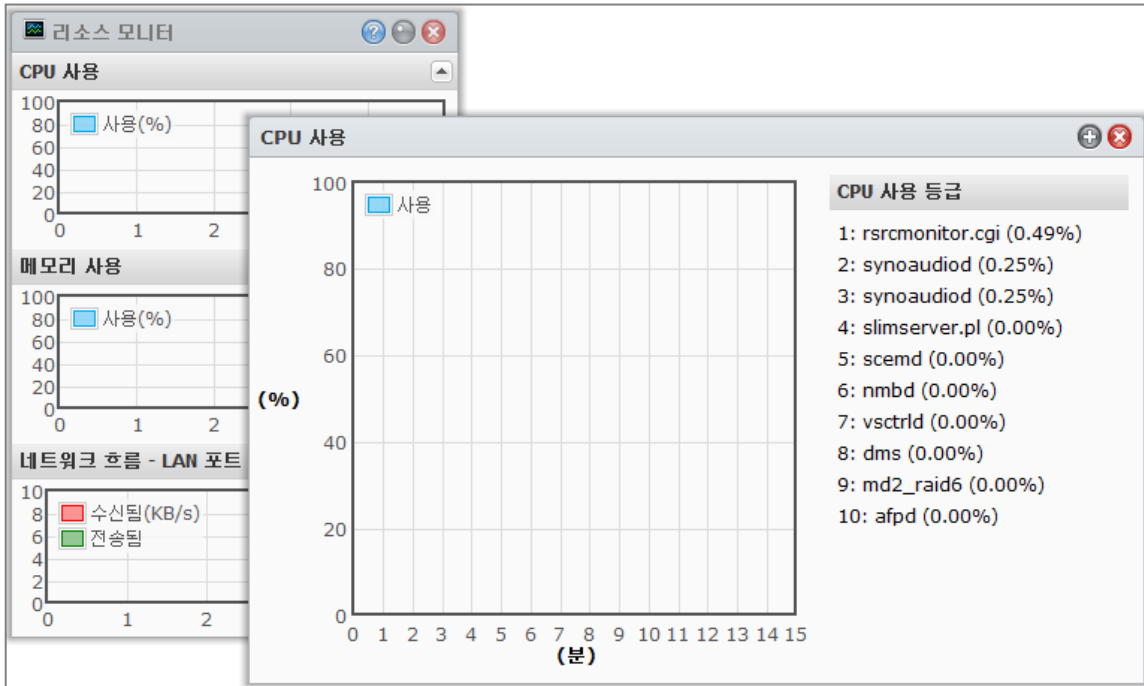 리소스 모니터
CPU 사용
100
80
60
40
20
0
사용(%)
0 1 2
메모리 사용
100
80
60
40
20
0
사용(%)
0 1 2
네트워크 흐름 - LAN 포트
10
8
6
4
2
0
수신됨(KB/s)
전송됨
0 1 2
CPU 사용
100
80
60
40
20
0
(%)
사용
0 1 2 3 4 5 6 7 8 9 10 11 12 13 14 15
(분)
CPU 사용 등급
1: rsrcmonitor.cgi (0.49%)
2: synoaudiod (0.25%)
3: synoaudiod (0.25%)
4: slimserver.pl (0.00%)
5: scemd (0.00%)
6: nmbd (0.00%)
7: vsctrld (0.00%)
8: dms (0.00%)
9: md2_raid6 (0.00%)
10: afpd (0.00%)